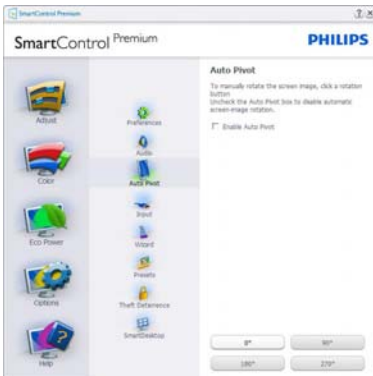 SmartControl Premium
SmartControl Premium
PHILIPS
Adjust
Color
Eco Power
Options
Help
Preferences
Audio
Auto Pivot
Input
Wizard
Presets
Theft Deterrence
SmartDesktop
Auto Pivot
To manually rotate the screen image, click a rotation
button
Uncheck the Auto Pivot box to disable automatic
screen image rotation.
Enable Auto Pivot
0°
90°
180°
270°